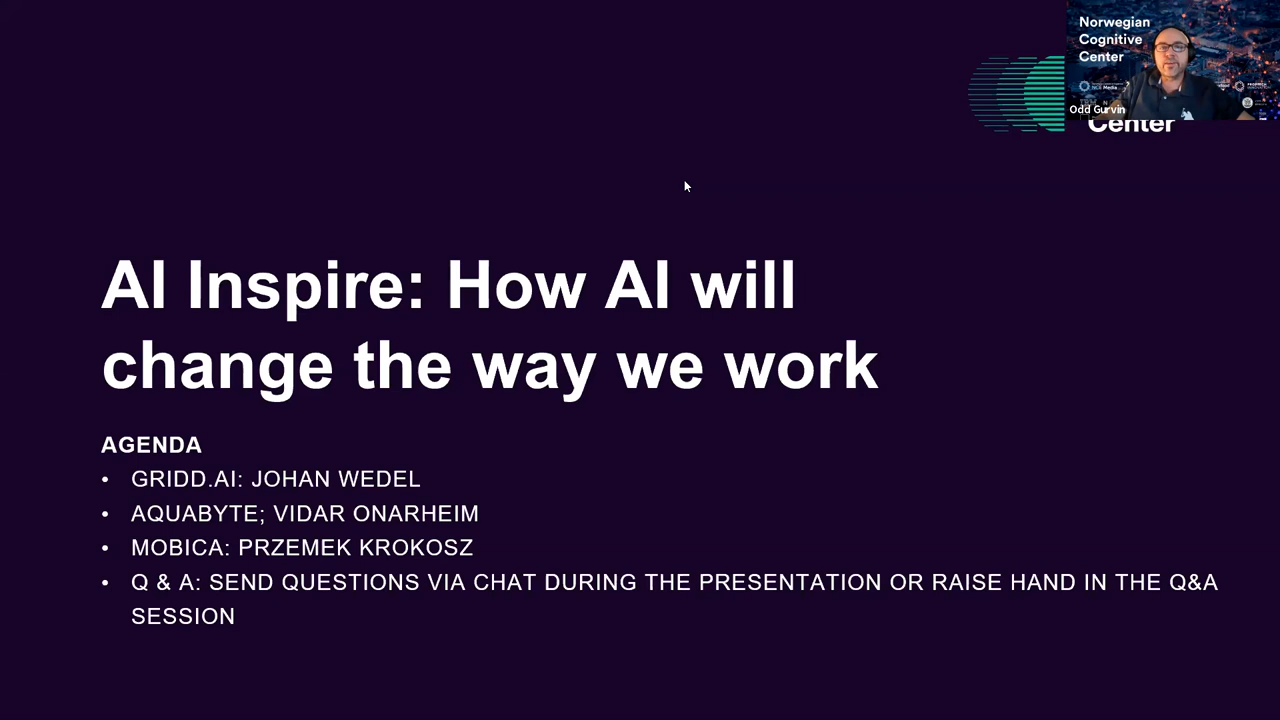 Norwegian
Cognitive
Center
NCE Media
Odd Gurvin
Center
AI Inspire: How AI will
change the way we work
AGENDA
• GRIDD.AI: JOHAN WEDEL
• AQUABYTE; VIDAR ONARHEIM
• MOBICA: PRZEMEK KROKOSZ
• Q & A: SEND QUESTIONS VIA CHAT DURING THE PRESENTATION OR RAISE HAND IN THE Q&A
SESSION